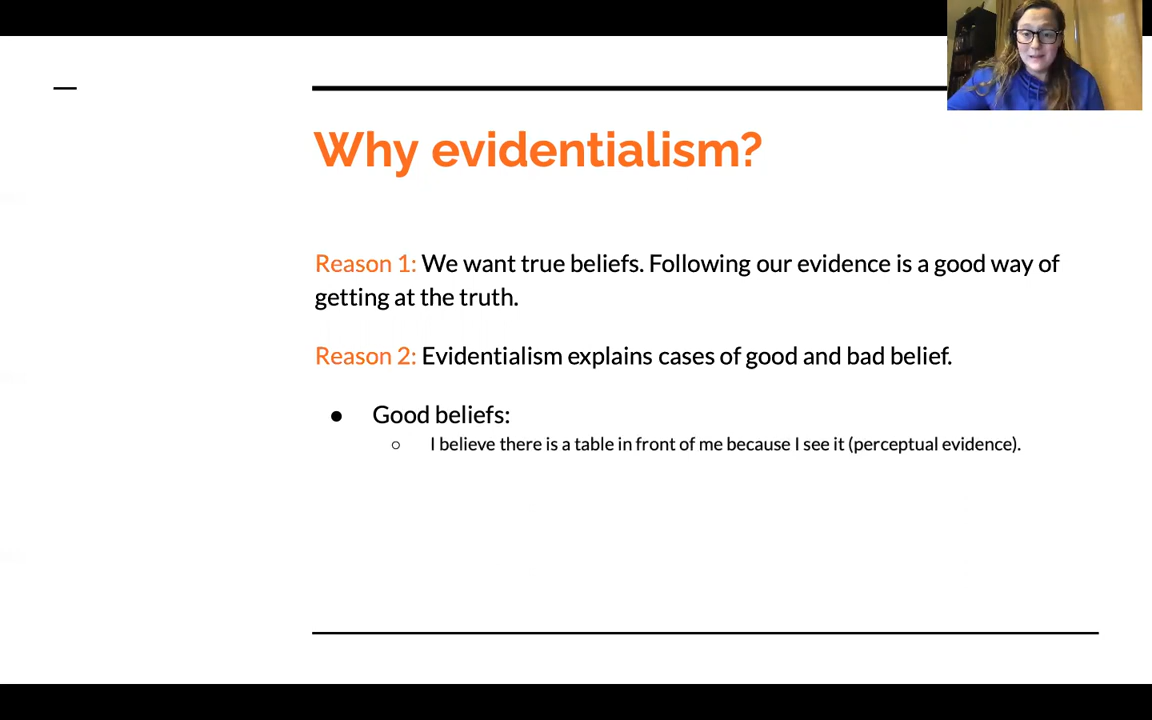 Why evidentialism?
Reason 1: We want true beliefs. Following our evidence is a good way of
getting at the truth.
Reason 2: Evidentialism explains cases of good and bad belief.
● Good beliefs:
○ I believe there is a table in front of me because I see it (perceptual evidence).